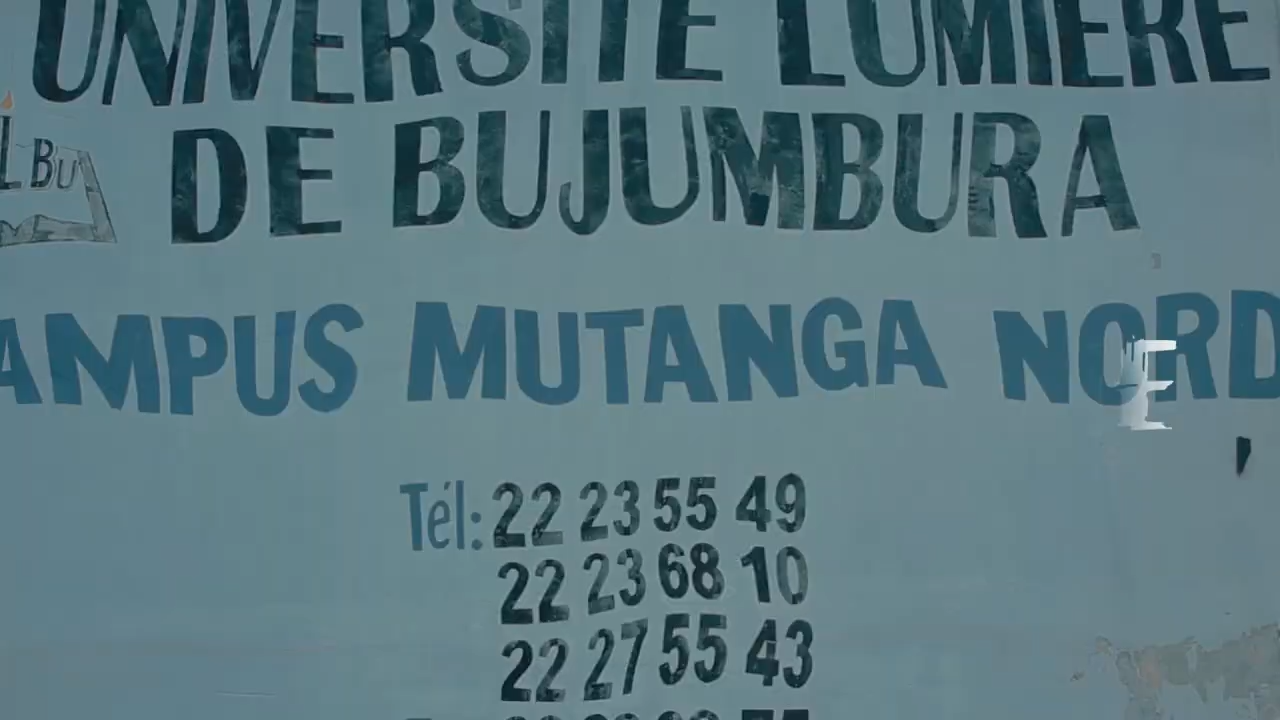 UNIVERSITE LUMIERE
DE BUJUMBURA
LBU
AMPUS MUTANGA NORD
Tél: 22 23 55 49
22 23 68 10
22 27 55 43